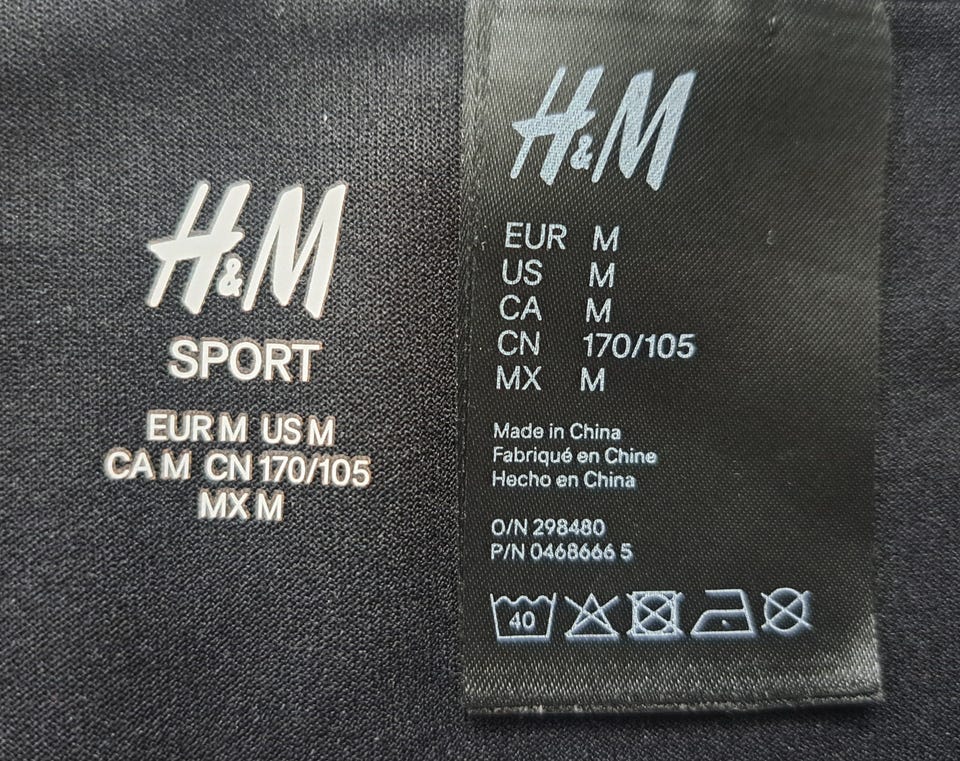 H&M
SPORT
EUR M US M
CA M CN 170/105
MX M
H&M
EUR M
US M
CA M
CN 170/105
MX M
Made in China
Fabriqué en Chine
Hecho en China
O/N 298480
P/N 0468666 5
40